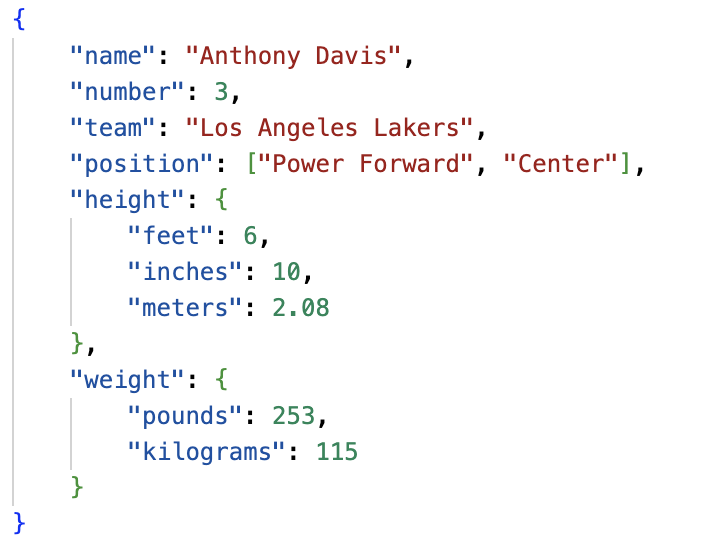 {
    "name": "Anthony Davis",
    "number": 3,
    "team": "Los Angeles Lakers",
    "position": ["Power Forward", "Center"],
    "height": {
        "feet": 6,
        "inches": 10,
        "meters": 2.08
    },
    "weight": {
        "pounds": 253,
        "kilograms": 115
    }
}